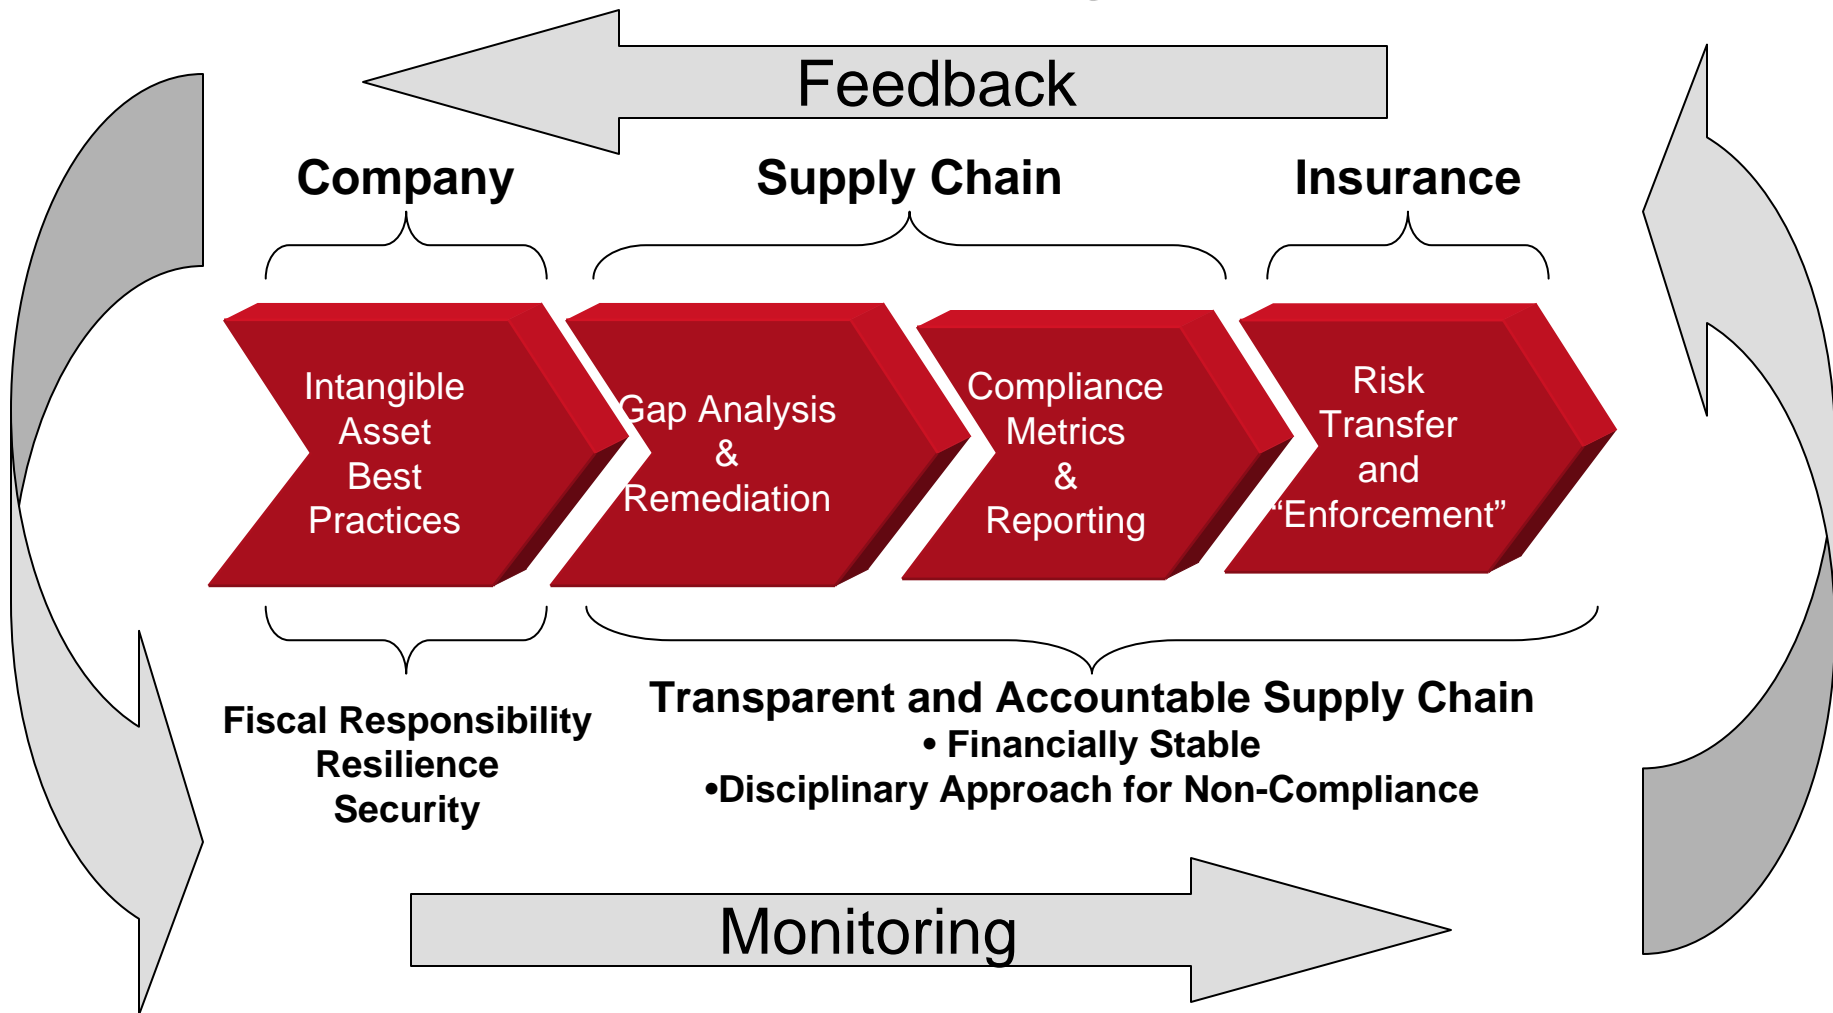 Feedback
Company
Supply Chain
Insurance
Intangible
Asset
Best
Practices
Gap Analysis
&
Remediation
Compliance
Metrics
&
Reporting
Risk
Transfer
and
“Enforcement”
Fiscal Responsibility
Resilience
Security
Transparent and Accountable Supply Chain
• Financially Stable
•Disciplinary Approach for Non-Compliance
Monitoring